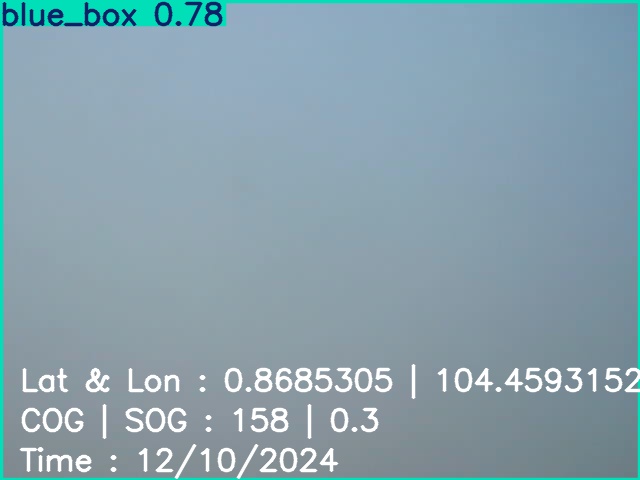 blue_box 0.78
Lat & Lon : 0.8685305 | 104.4593152
COG | SOG : 158 | 0.3
Time : 12/10/2024